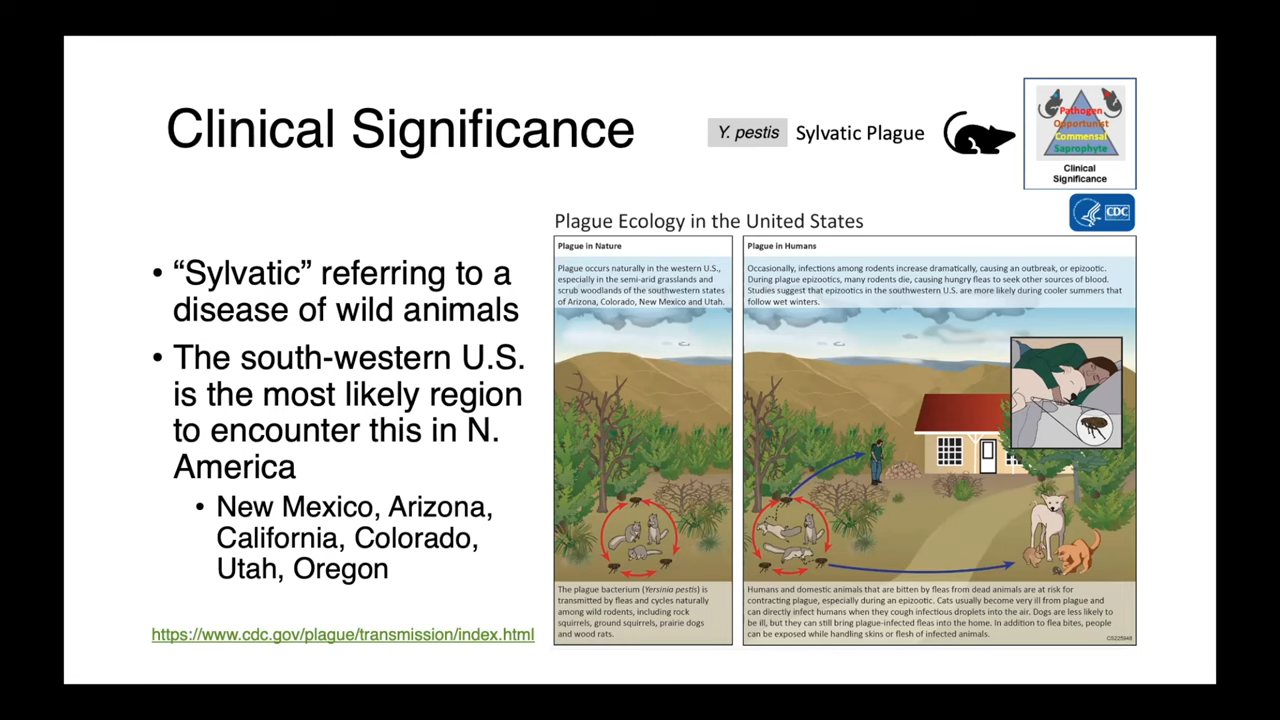 Clinical Significance
Y. pestis
Sylvatic Plague
Pathogen
Opportunist
Commensal
Saprophyte
Clinical
Significance
CDC
• “Sylvatic” referring to a
disease of wild animals
• The south-western U.S.
is the most likely region
to encounter this in N.
America
• New Mexico, Arizona,
California, Colorado,
Utah, Oregon
https://www.cdc.gov/plague/transmission/index.html
Plague Ecology in the United States
Plague in Nature
Plague occurs naturally in the western U.S.,
especially in the semi-arid grasslands and
scrub woodlands of the southwestern states
of Arizona, Colorado, New Mexico and Utah.
The plague bacterium (Yersinia pestis) is
transmitted by fleas and cycles naturally
among wild rodents, including rock
squirrels, ground squirrels, prairie dogs
and wood rats.
Plague in Humans
Occasionally, infections among rodents increase dramatically, causing an outbreak, or epizootic.
During plague epizootics, many rodents die, causing hungry fleas to seek other sources of blood.
Studies suggest that epizootics in the southwestern U.S. are more likely during cooler summers that
follow wet winters.
Humans and domestic animals that are bitten by fleas from dead animals are at risk for
contracting plague, especially during an epizootic. Cats usually become very ill from plague and
can directly infect humans when they cough infectious droplets into the air. Dogs are less likely to
be ill, but they can still bring plague-infected fleas into the home. In addition to flea bites, people
can be exposed while handling skins or flesh of infected animals.